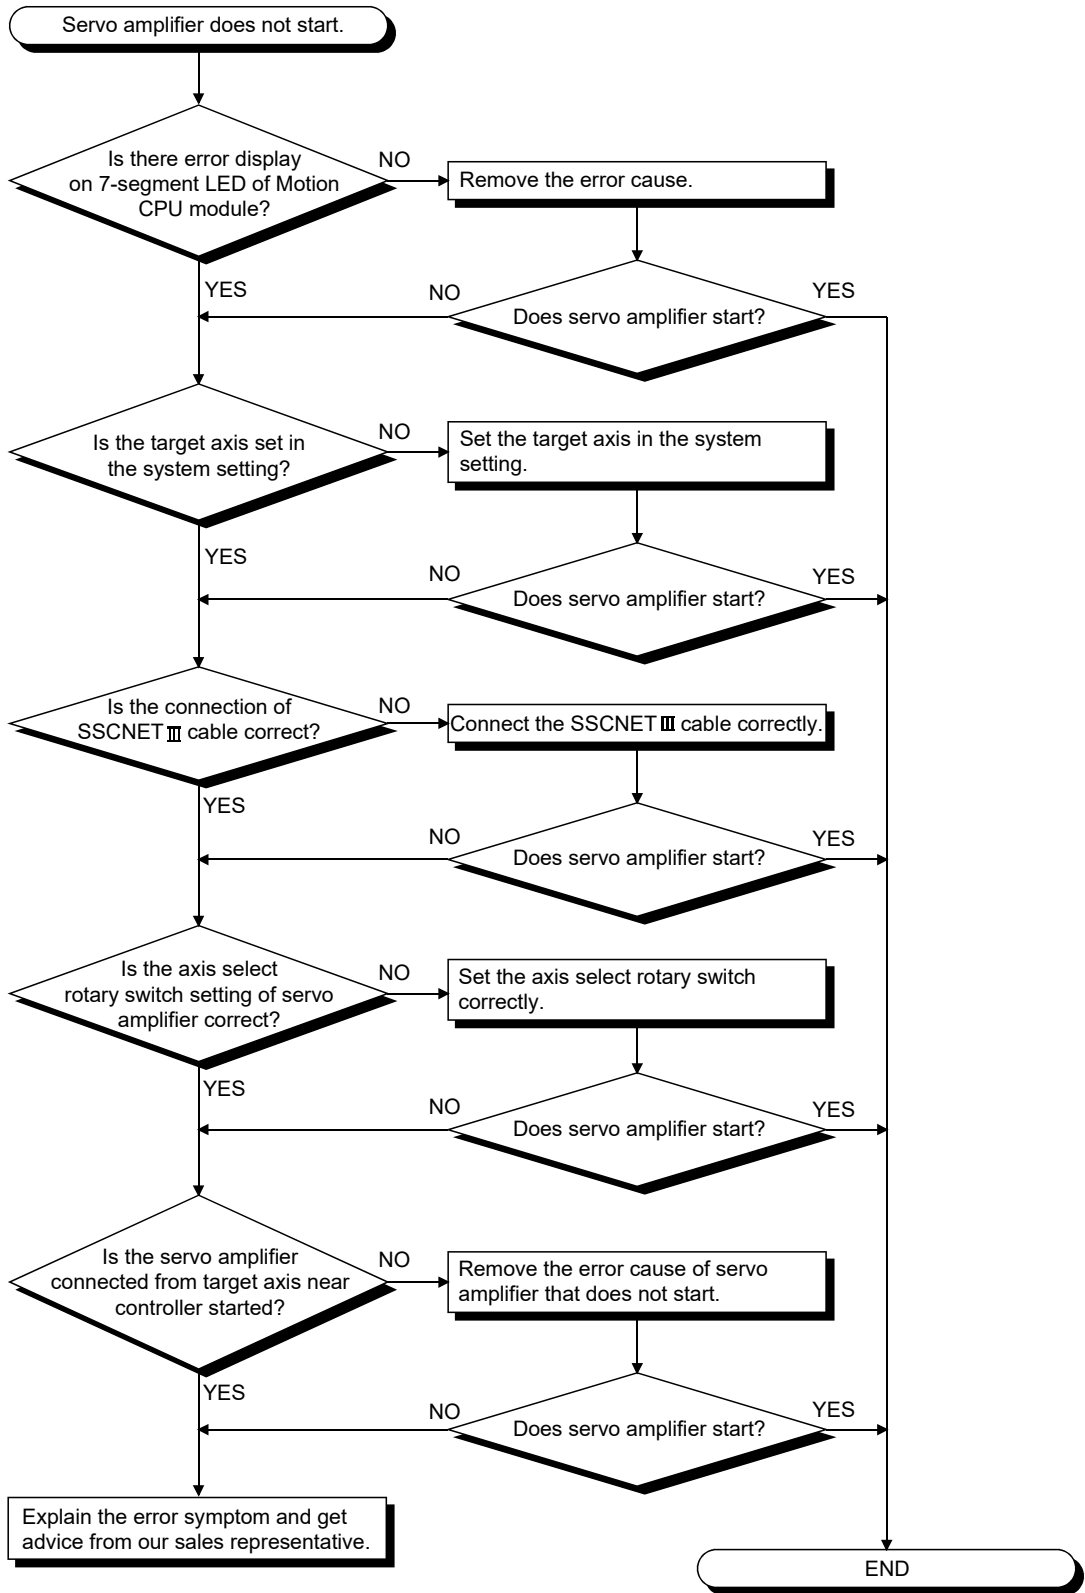 Servo amplifier does not start.
Is there error display
on 7-segment LED of Motion
CPU module?
NO
Remove the error cause.
YES
NO
Does servo amplifier start?
YES
Is the target axis set in
the system setting?
NO
Set the target axis in the system
setting.
YES
NO
Does servo amplifier start?
YES
Is the connection of
SSCNETⅢ cable correct?
NO
Connect the SSCNETⅢ cable correctly.
YES
NO
Does servo amplifier start?
YES
Is the axis select
rotary switch setting of servo
amplifier correct?
NO
Set the axis select rotary switch
correctly.
YES
NO
Does servo amplifier start?
YES
Is the servo amplifier
connected from target axis near
controller started?
NO
Remove the error cause of servo
amplifier that does not start.
YES
NO
Does servo amplifier start?
YES
Explain the error symptom and get
advice from our sales representative.
END